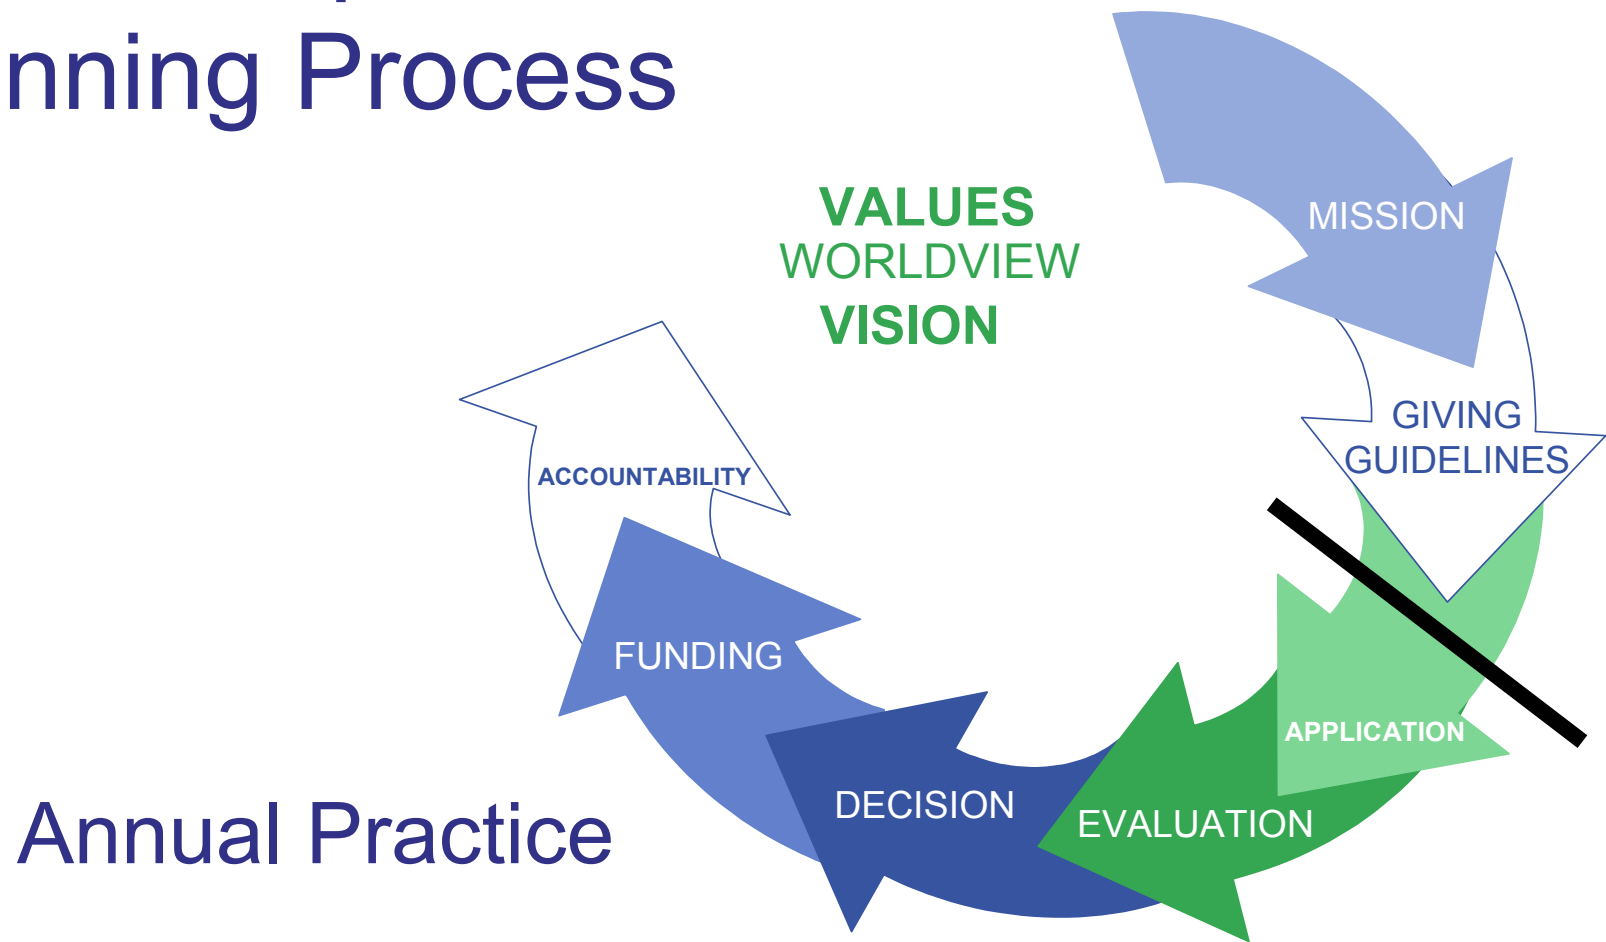 nning Process
VALUES
WORLDVIEW
VISION
MISSION
GIVING
GUIDELINES
APPLICATION
EVALUATION
DECISION
FUNDING
ACCOUNTABILITY
Annual Practice